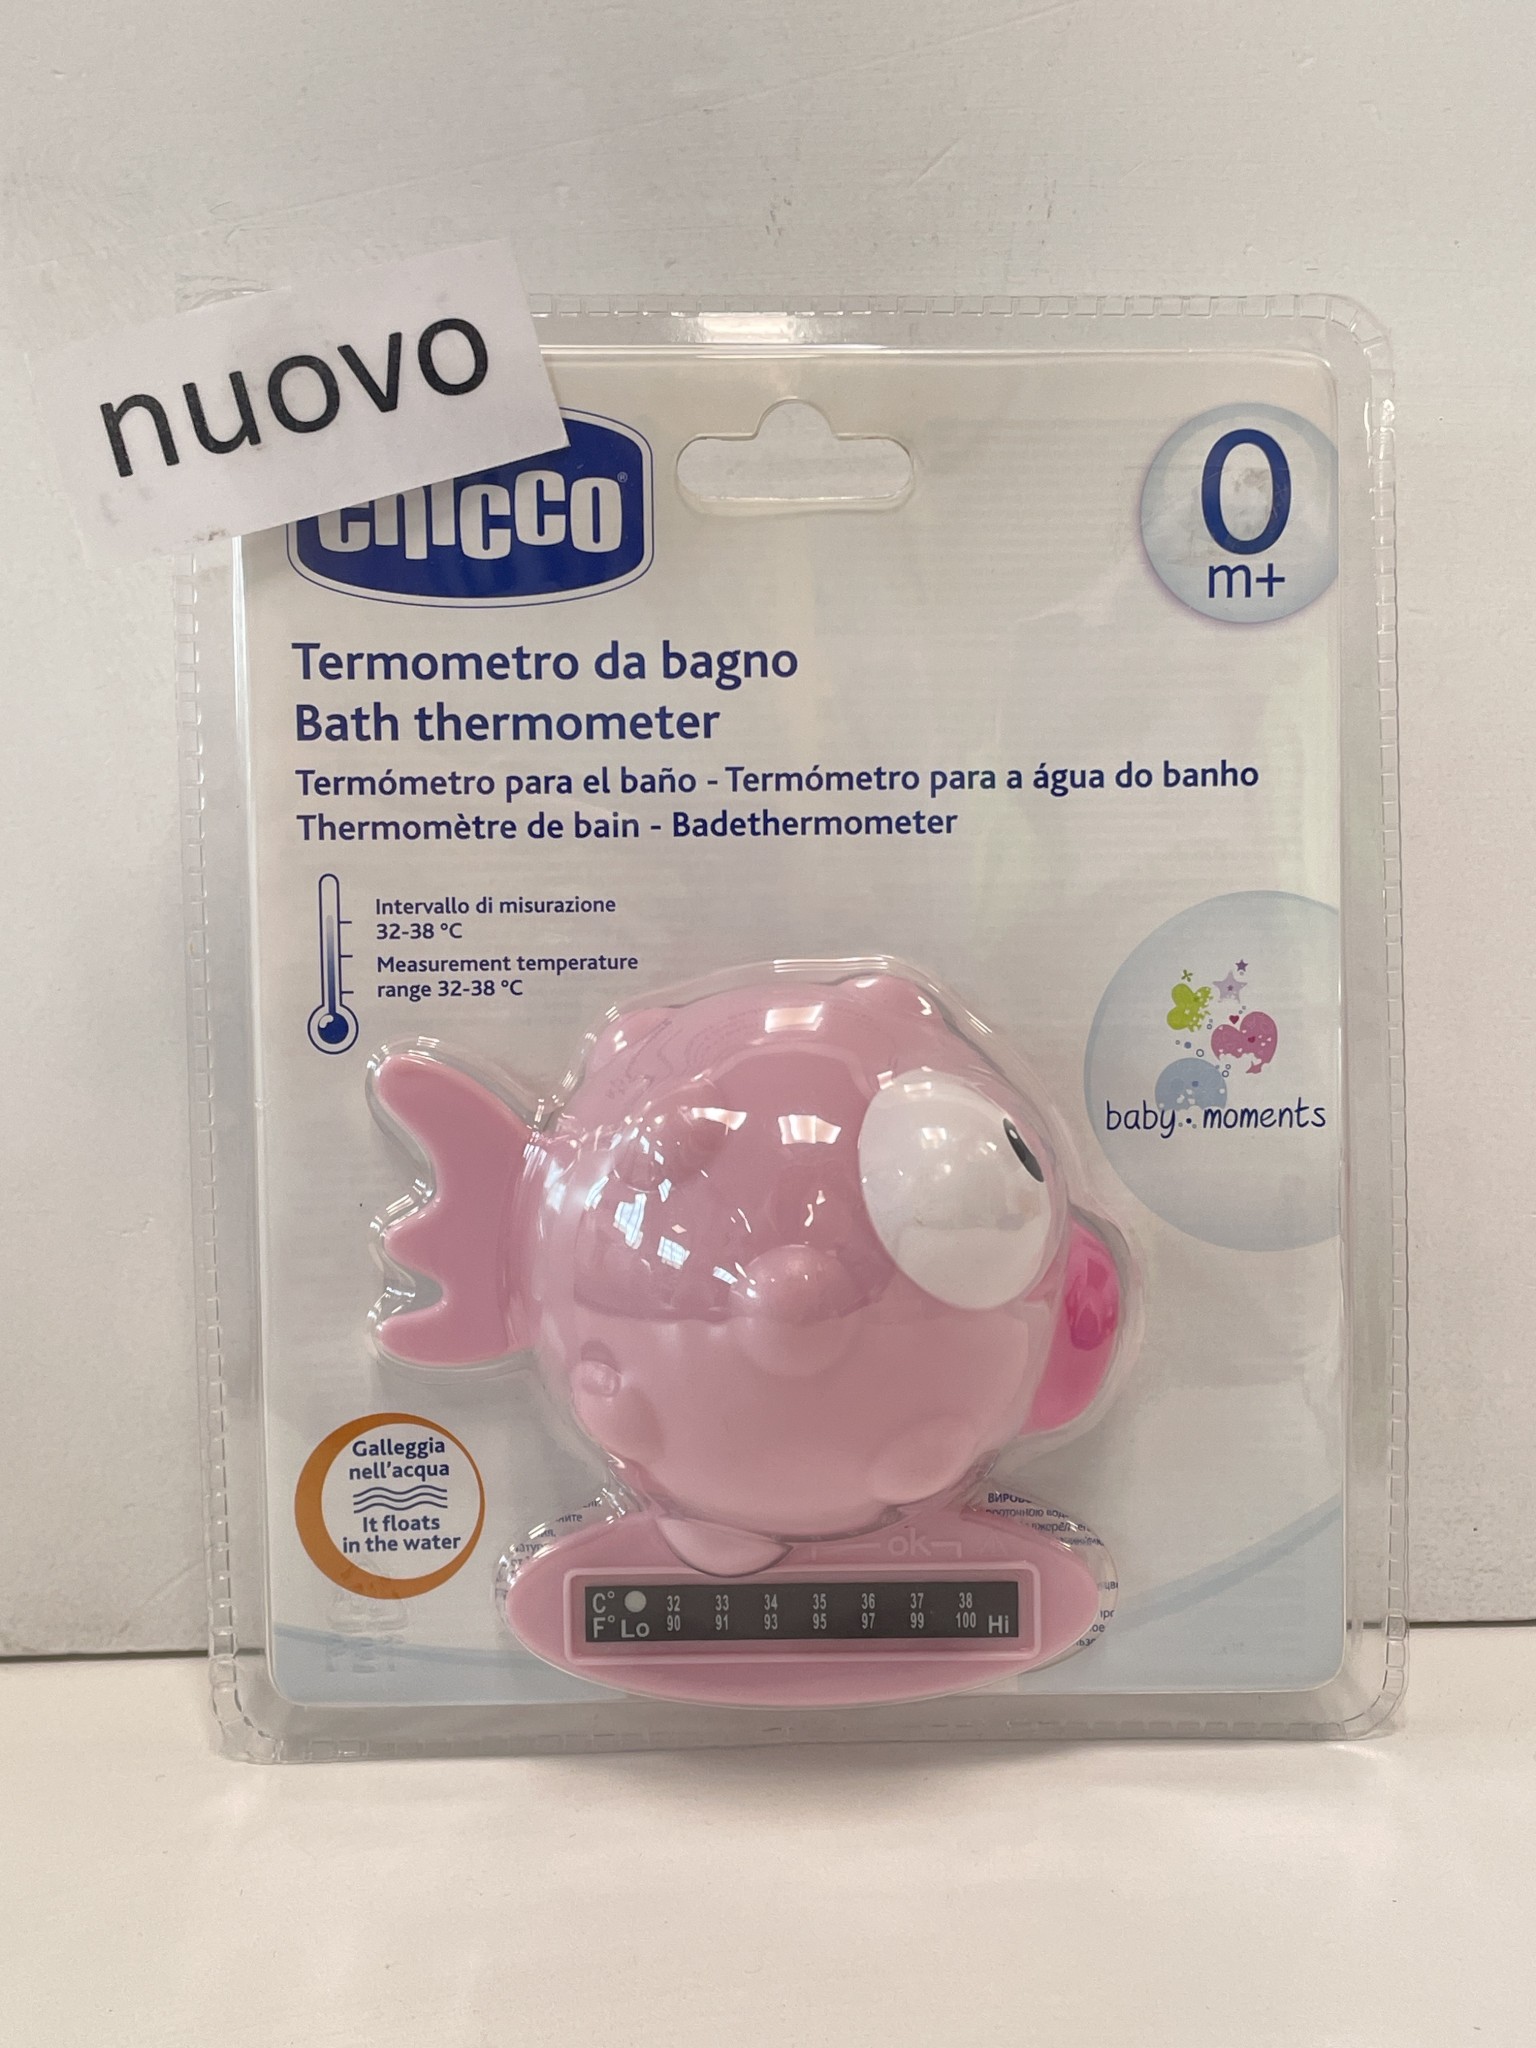 nuovo
chicco
0
m+
Termometro da bagno
Bath thermometer
Termómetro para el baño - Termómetro para a água do banho
Thermomètre de bain - Badethermometer
Intervallo di misurazione
32-38 °C
Measurement temperature
range 32-38 °C
baby moments
Galleggia
nell'acqua
It floats
in the water
ok
C° 32 33 34 35 36 37 38
F° Lo 90 91 93 95 97 99 100 Hi
PET